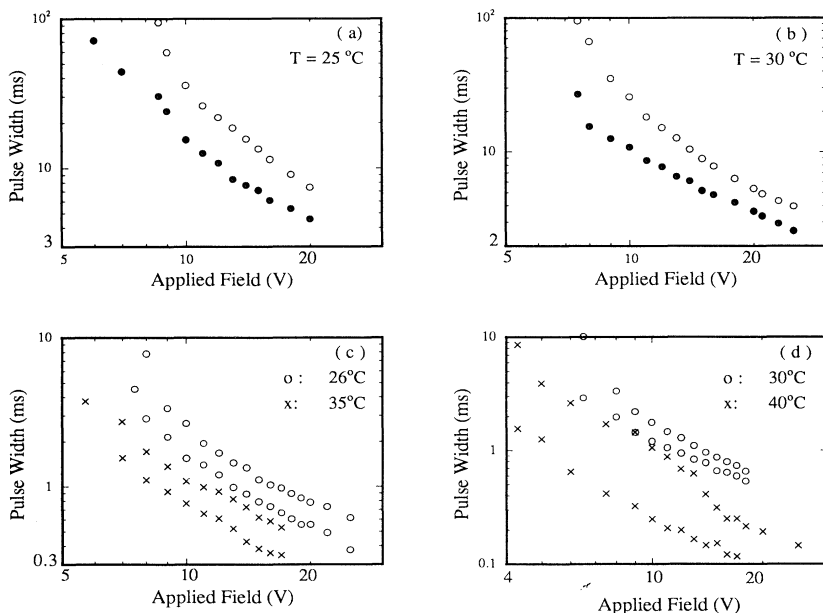 ( a )
T = 25 °C
10²
10
3
Pulse Width (ms)
5
10
20
Applied Field (V)
( b )
T = 30 °C
10²
10
2
Pulse Width (ms)
5
10
20
Applied Field (V)
( c )
o : 26°C
x: 35°C
10
1
0.3
Pulse Width (ms)
5
10
20
Applied Field (V)
( d )
o : 30°C
x: 40°C
10
1
0.1
Pulse Width (ms)
4
10
20
Applied Field (V)